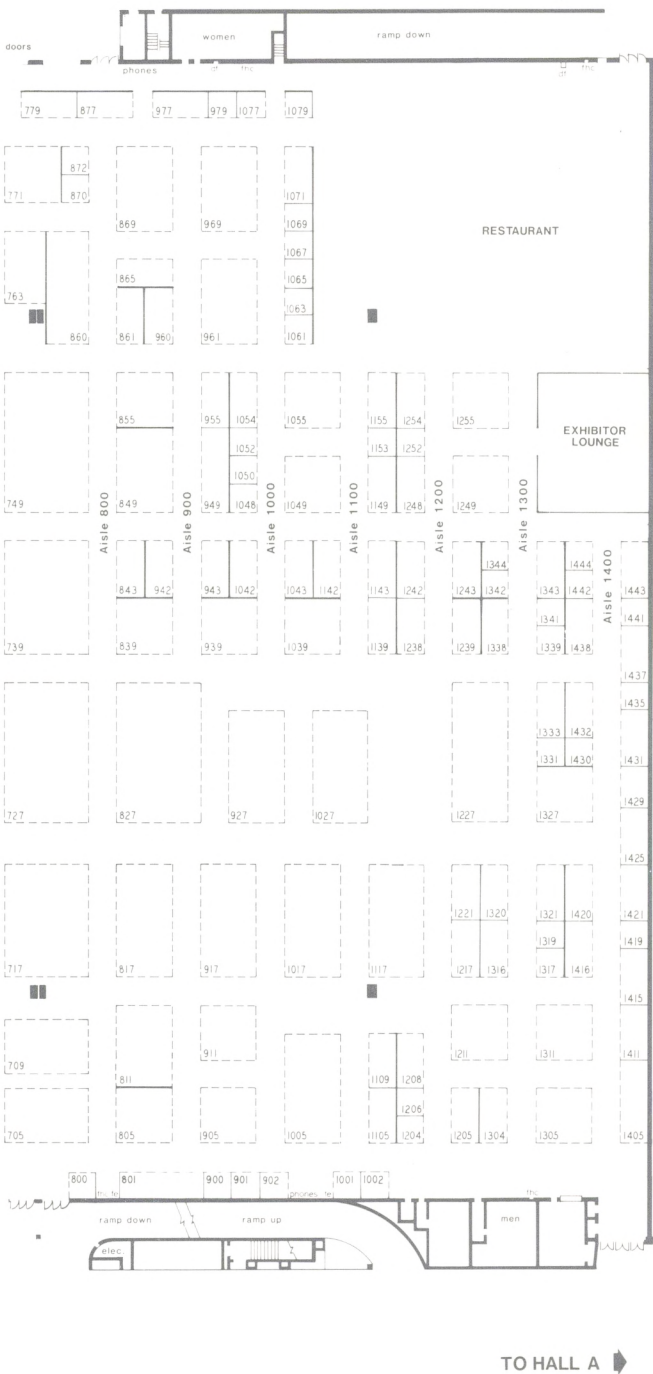 women
ramp down
doors
phones
df
fhc
df
fhc
779 877 977 979 1077 1079
872
771 870
869 969 1071
1069
RESTAURANT
1067
865 1065
763 1063
860 861 960 961 1061
855 955 1054 1055 1155 1254 1255
EXHIBITOR
LOUNGE
1052 1153 1252
1050
749 849 949 1048 1049 1149 1248 1249
Aisle 800
Aisle 900
Aisle 1000
Aisle 1100
Aisle 1200
Aisle 1300
Aisle 1400
1344 1444
843 942 943 1042 1043 1142 1143 1242 1243 1342 1343 1442 1443
1341 1441
739 839 939 1039 1139 1238 1239 1338 1339 1438
1437
1435
1333 1432
1331 1430 1431
1429
727 827 927 1027 1227 1327
1425
1221 1320 1321 1420 1421
1319 1419
717 817 917 1017 1117 1217 1316 1317 1416
1415
911 1211 1311 1411
709
811 1109 1208
1206
705 805 905 1005 1105 1204 1205 1304 1305 1405
800 801 900 901 902 1001 1002
fhc fe phones fe fhc
ramp down ramp up men
elec.
TO HALL A